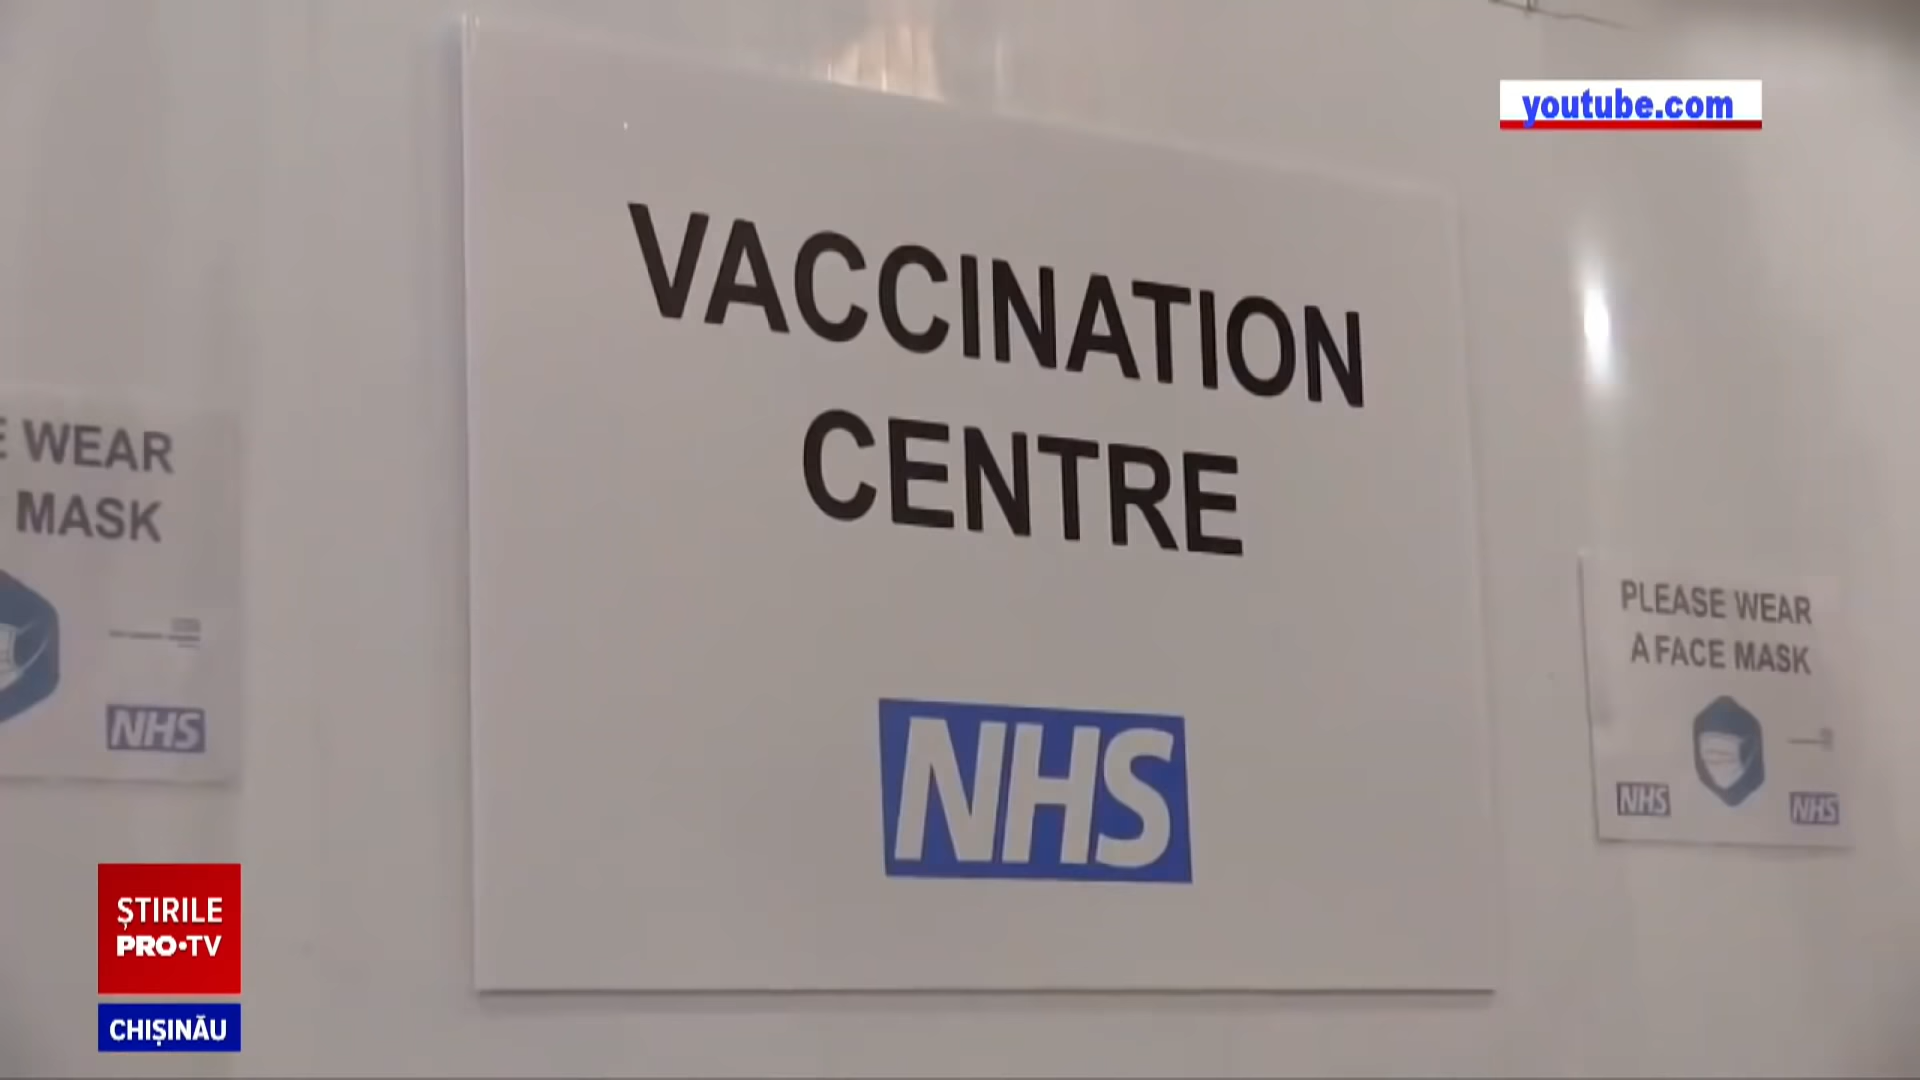 youtube.com
VACCINATION
CENTRE
NHS
E WEAR
MASK
NHS
PLEASE WEAR
A FACE MASK
NHS
NHS
ȘTIRILE
PRO•TV
CHIȘINĂU